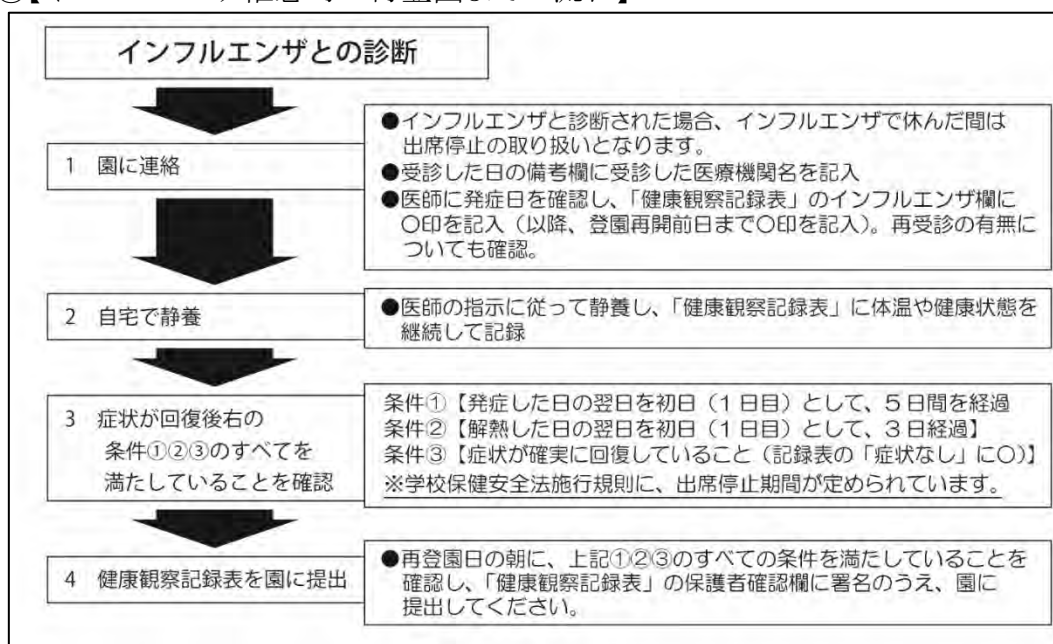 インフルエンザとの診断
1 園に連絡
●インフルエンザと診断された場合、インフルエンザで休んだ間は
出席停止の取り扱いとなります。
●受診した日の備考欄に受診した医療機関名を記入
●医師に発症日を確認し、「健康観察記録表」のインフルエンザ欄に
〇印を記入（以降、登園再開前日まで〇印を記入）。再受診の有無に
ついても確認。
2 自宅で静養
●医師の指示に従って静養し、「健康観察記録表」に体温や健康状態を
継続して記録
3 症状が回復後右の
条件①②③のすべてを
満たしていることを確認
条件①【発症した日の翌日を初日（1日目）として、5日間を経過
条件②【解熱した日の翌日を初日（1日目）として、3日経過】
条件③【症状が確実に回復していること（記録表の「症状なし」に〇）】
※学校保健安全法施行規則に、出席停止期間が定められています。
4 健康観察記録表を園に提出
●再登園日の朝に、上記①②③のすべての条件を満たしていることを
確認し、「健康観察記録表」の保護者確認欄に署名のうえ、園に
提出してください。